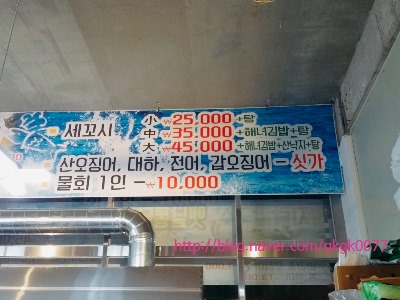 세꼬시 小 ₩25,000+탕
中 ₩35,000+해녀김밥+탕
大 ₩45,000+해녀김밥+산낙지+탕
산오징어, 대하, 전어, 갑오징어 - 싯가
물회 1인 -₩10,000
http://blog.naver.com/gkgk0077